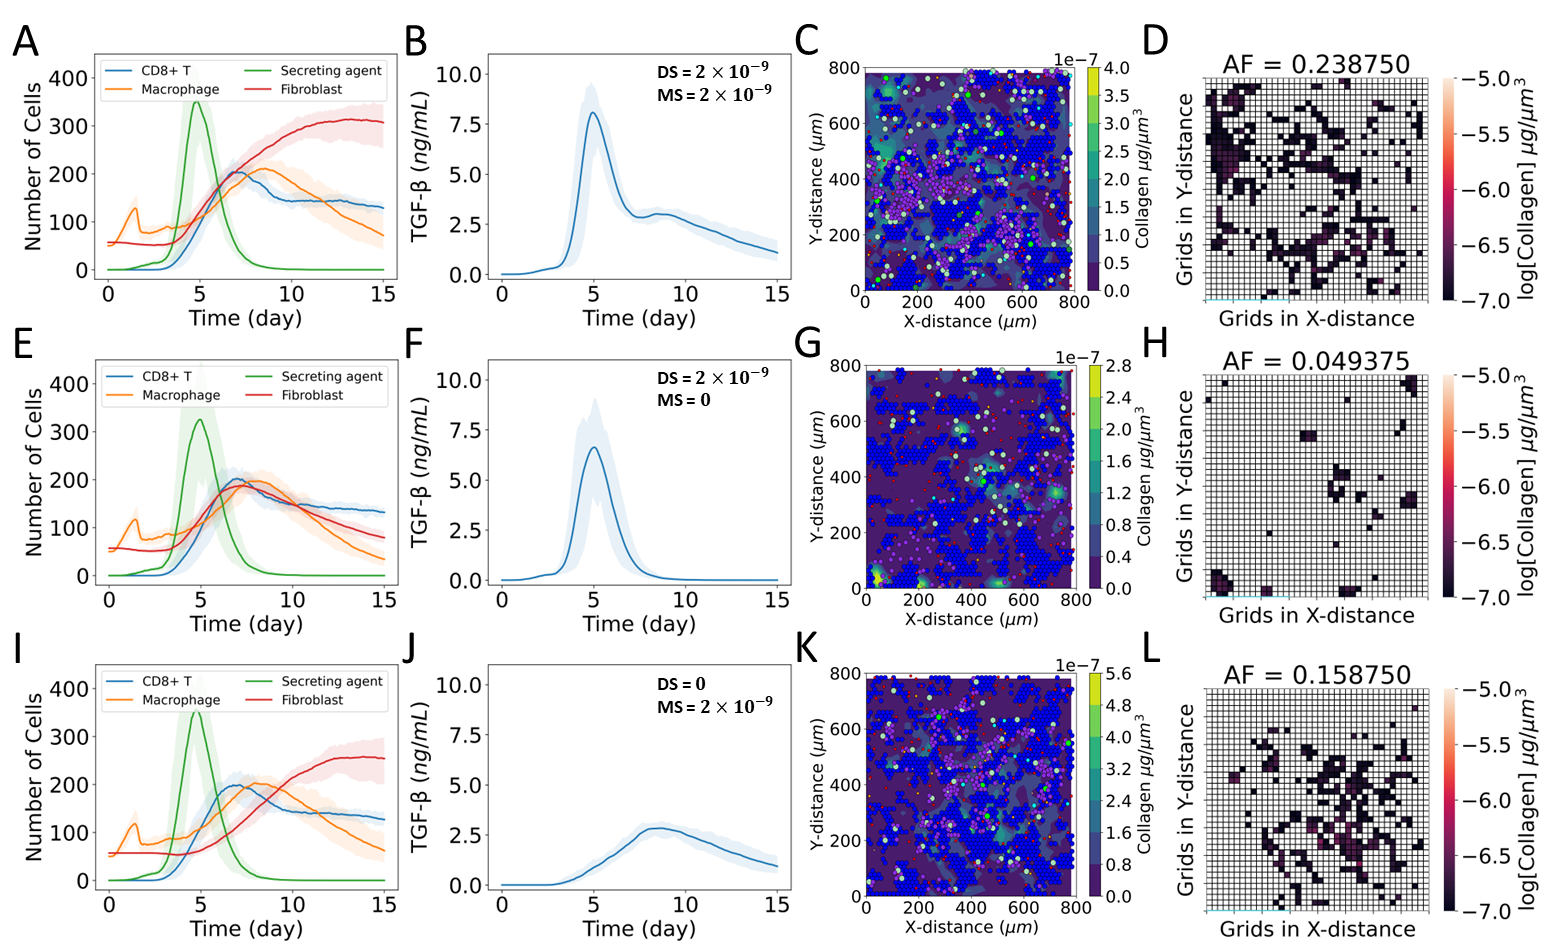 A
Number of Cells
400
300
200
100
0
CD8+ T
Macrophage
Secreting agent
Fibroblast
0 5 10 15
Time (day)
B
TGF-β (ng/mL)
10.0
7.5
5.0
2.5
0.0
DS = 2 × 10⁻⁹
MS = 2 × 10⁻⁹
0 5 10 15
Time (day)
C
Y-distance (μm)
800
600
400
200
0
0 200 400 600 800
X-distance (μm)
1e-7
4.0
3.5
3.0
2.5
2.0
1.5
1.0
0.5
0.0
Collagen μg/μm³
D
AF = 0.238750
Grids in Y-distance
Grids in X-distance
−5.0
−5.5
−6.0
−6.5
−7.0
log[Collagen] μg/μm³
E
Number of Cells
400
300
200
100
0
CD8+ T
Macrophage
Secreting agent
Fibroblast
0 5 10 15
Time (day)
F
TGF-β (ng/mL)
10.0
7.5
5.0
2.5
0.0
DS = 2 × 10⁻⁹
MS = 0
0 5 10 15
Time (day)
G
Y-distance (μm)
800
600
400
200
0
0 200 400 600 800
X-distance (μm)
1e-7
2.8
2.4
2.0
1.6
1.2
0.8
0.4
0.0
Collagen μg/μm³
H
AF = 0.049375
Grids in Y-distance
Grids in X-distance
−5.0
−5.5
−6.0
−6.5
−7.0
log[Collagen] μg/μm³
I
Number of Cells
400
300
200
100
0
CD8+ T
Macrophage
Secreting agent
Fibroblast
0 5 10 15
Time (day)
J
TGF-β (ng/mL)
10.0
7.5
5.0
2.5
0.0
DS = 0
MS = 2 × 10⁻⁹
0 5 10 15
Time (day)
K
Y-distance (μm)
800
600
400
200
0
0 200 400 600 800
X-distance (μm)
1e-7
5.6
4.8
4.0
3.2
2.4
1.6
0.8
0.0
Collagen μg/μm³
L
AF = 0.158750
Grids in Y-distance
Grids in X-distance
−5.0
−5.5
−6.0
−6.5
−7.0
log[Collagen] μg/μm³